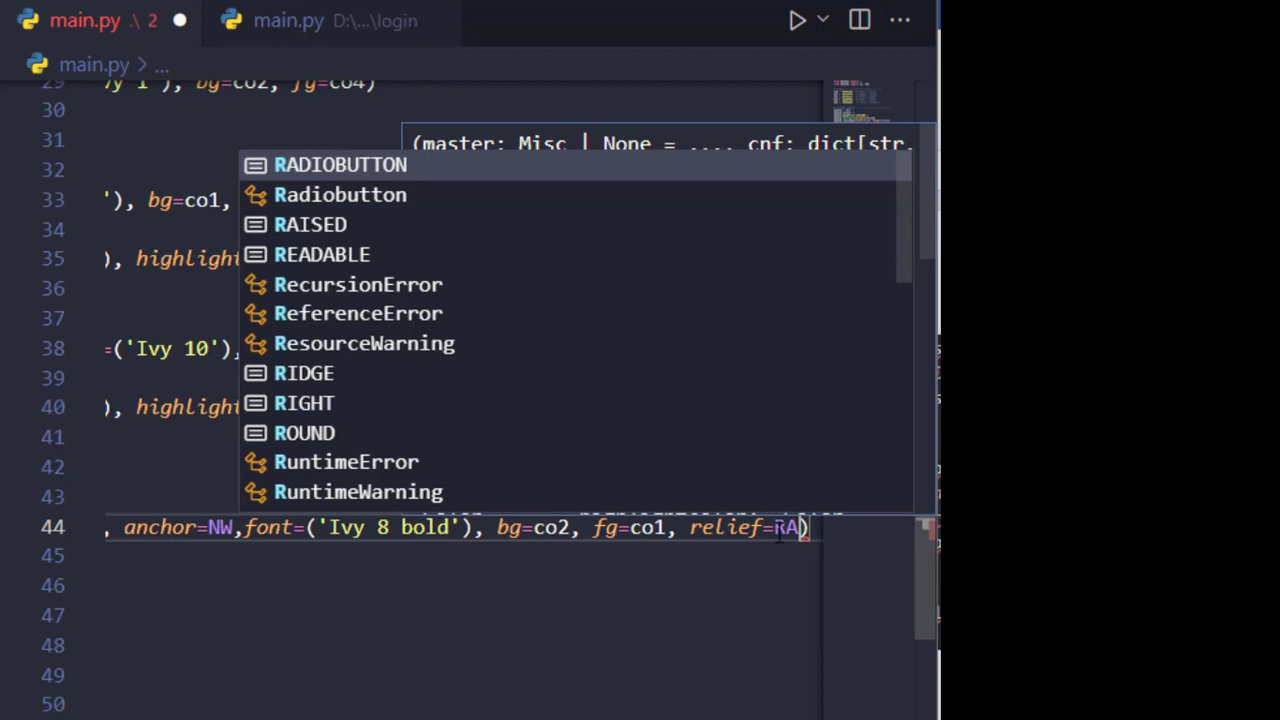 main.py .\ 2 main.py D:\...\login
main.py > ...
29 'y 1 '), bg=co2, fg=co4)
30
31
(master: Misc | None = ...., cnf: dict[str,
RADIOBUTTON
32
Radiobutton
33 '), bg=co1,
RAISED
34
READABLE
35 ), highlight
RecursionError
36
ReferenceError
37
ResourceWarning
38 =('Ivy 10'),
RIDGE
39
RIGHT
40 ), highlight
ROUND
41
RuntimeError
42
RuntimeWarning
43
44 , anchor=NW,font=('Ivy 8 bold'), bg=co2, fg=co1, relief=RA)
45
46
47
48
49
50